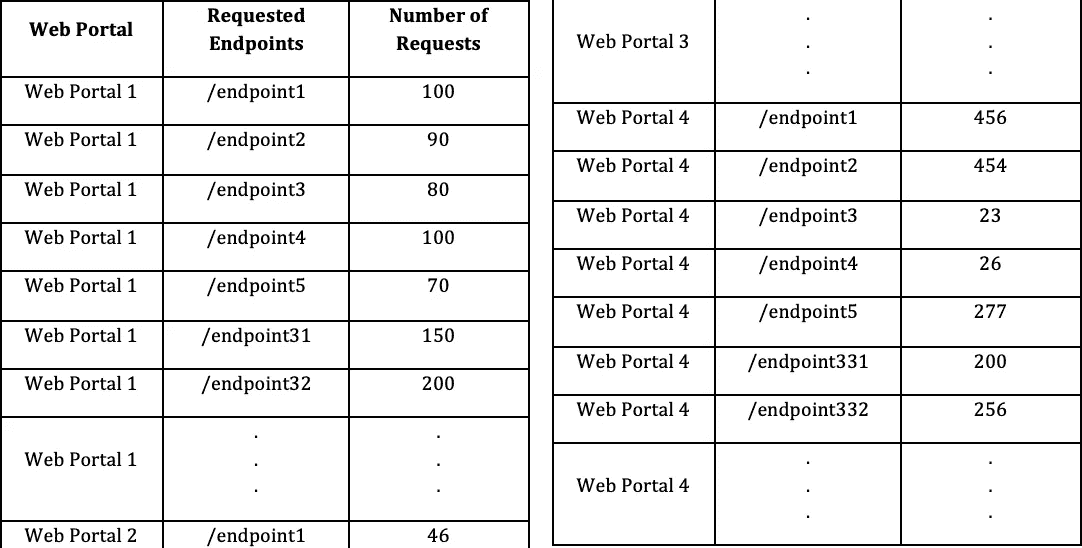 Web Portal Requested Endpoints Number of Requests
Web Portal 1 /endpoint1 100
Web Portal 1 /endpoint2 90
Web Portal 1 /endpoint3 80
Web Portal 1 /endpoint4 100
Web Portal 1 /endpoint5 70
Web Portal 1 /endpoint31 150
Web Portal 1 /endpoint32 200
.  .
Web Portal 1 . .
. .
Web Portal 2 /endpoint1 46
. .
Web Portal 3 . .
. .
Web Portal 4 /endpoint1 456
Web Portal 4 /endpoint2 454
Web Portal 4 /endpoint3 23
Web Portal 4 /endpoint4 26
Web Portal 4 /endpoint5 277
Web Portal 4 /endpoint331 200
Web Portal 4 /endpoint332 256
. .
Web Portal 4 . .
. .